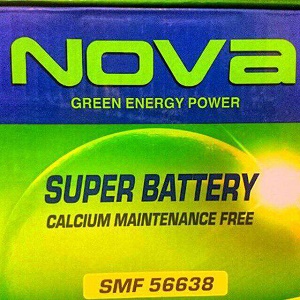 NOVa
GREEN ENERGY POWER
SUPER BATTERY
CALCIUM MAINTENANCE FREE
SMF 56638